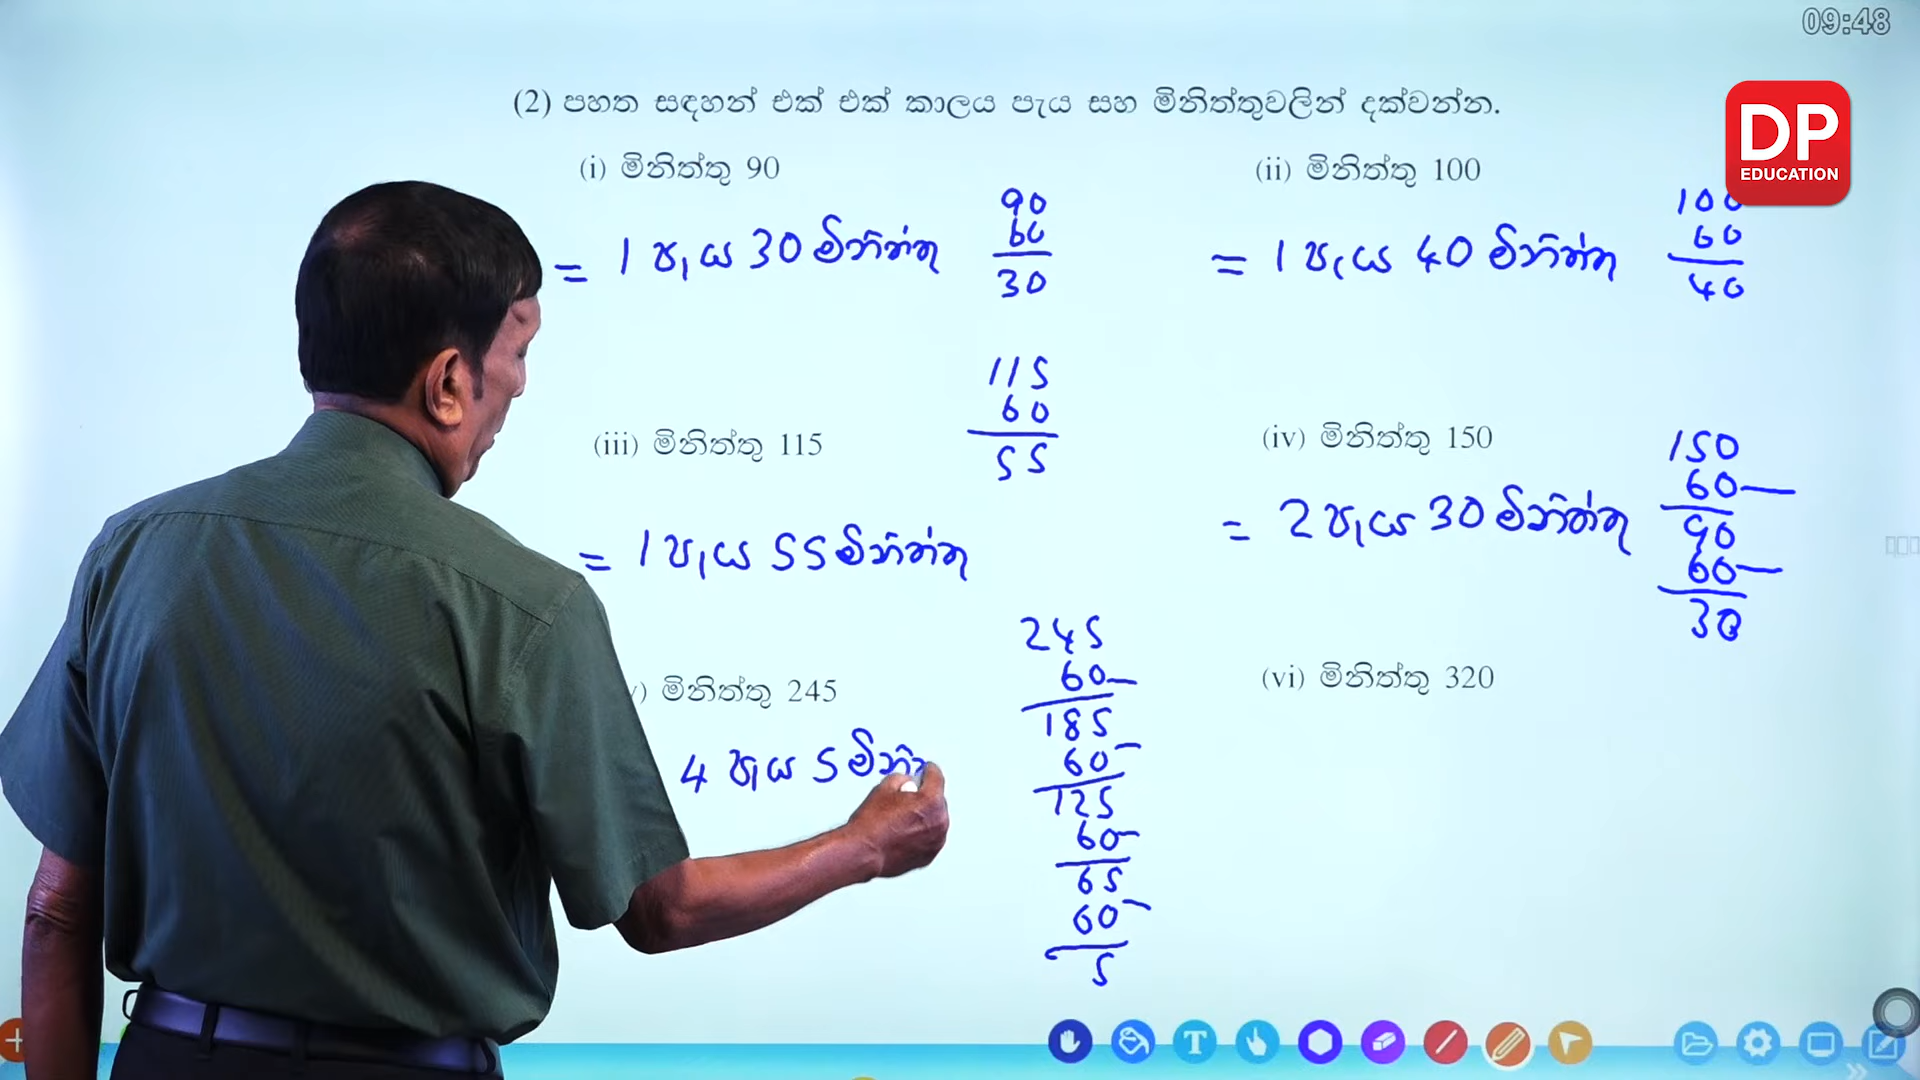 09:48
DP
EDUCATION
(2) පහත සඳහන් එක් එක් කාලය පැය සහ මිනිත්තුවලින් දක්වන්න.
(i) මිනිත්තු 90
90
60
30
= 1 පැය 30 මිනිත්තු
(ii) මිනිත්තු 100
100
60
40
= 1 පැය 40 මිනිත්තු
(iii) මිනිත්තු 115
115
60
55
= 1 පැය 55 මිනිත්තු
(iv) මිනිත්තු 150
150
60
90
60
30
= 2 පැය 30 මිනිත්තු
) මිනිත්තු 245
4 පැය 5 මිනිත
245
60
185
60
125
60
65
60
5
(vi) මිනිත්තු 320